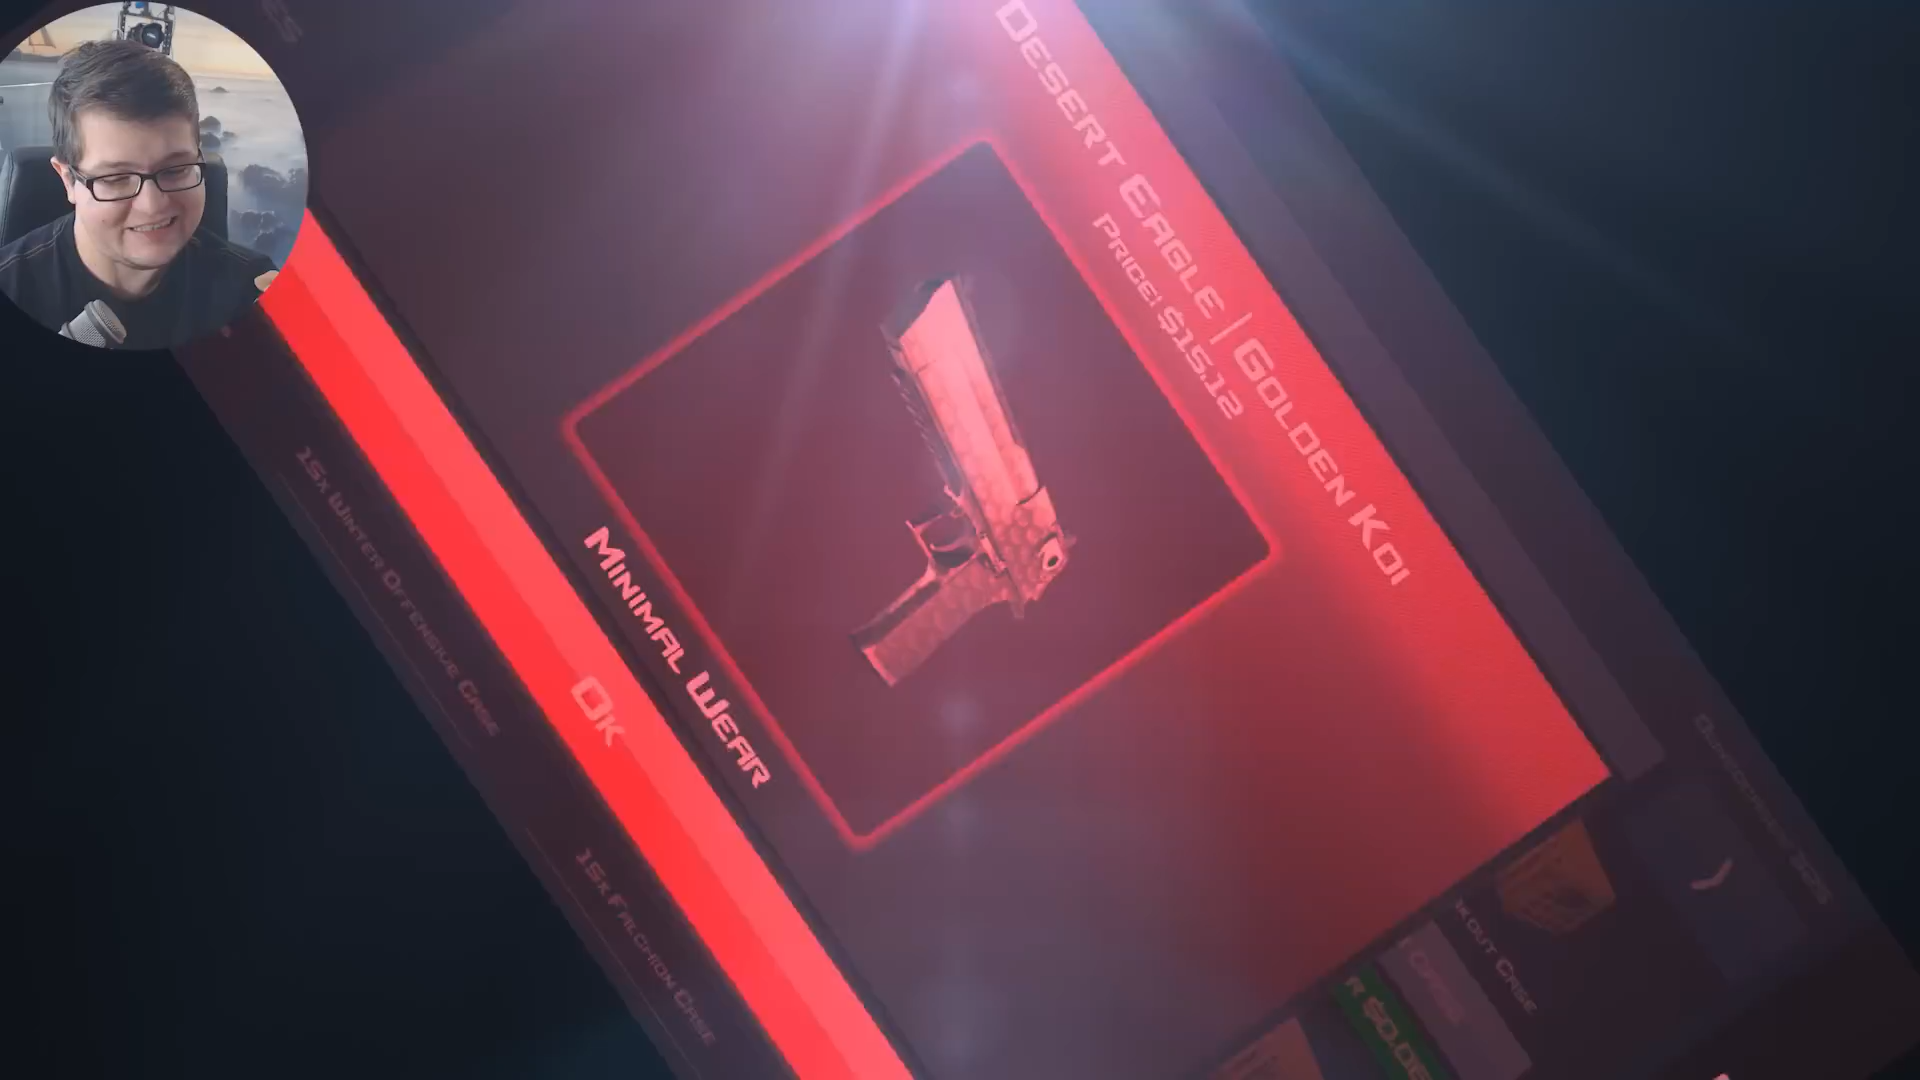 Desert Eagle | Golden Koi
Price: $15.12
Minimal Wear
Ok
15x Winter Offensive Case
15x Falchion Case